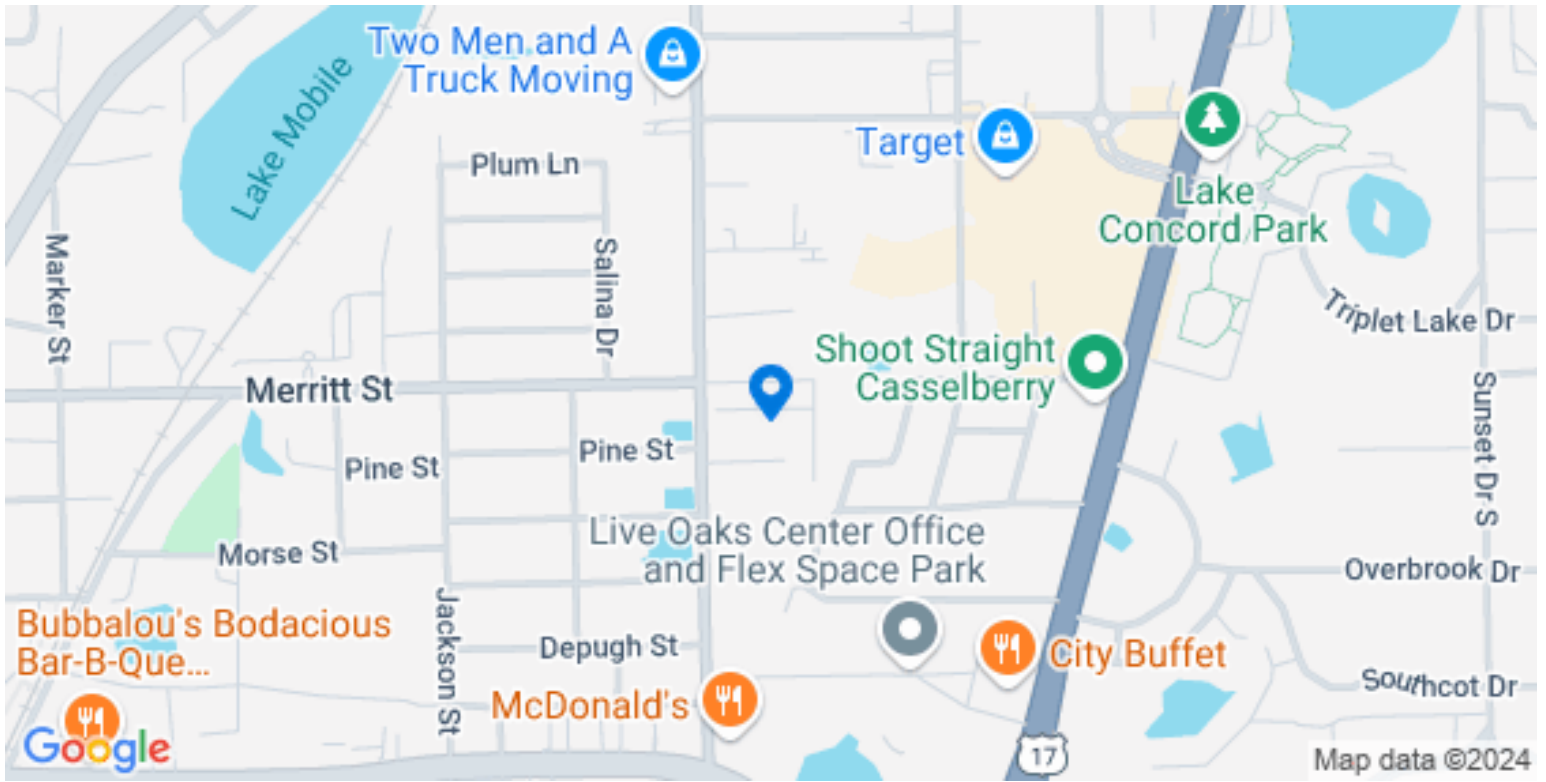 Two Men and A
Truck Moving
Lake Mobile
Target
Plum Ln
Lake
Concord Park
Marker St
Salina Dr
Triplet Lake Dr
Shoot Straight
Casselberry
Merritt St
Sunset Dr S
Pine St
Pine St
Live Oaks Center Office
and Flex Space Park
Morse St
Overbrook Dr
Jackson St
Bubbalou's Bodacious
Bar-B-Que...
Depugh St
City Buffet
Southcot Dr
McDonald's
Google
17
Map data ©2024